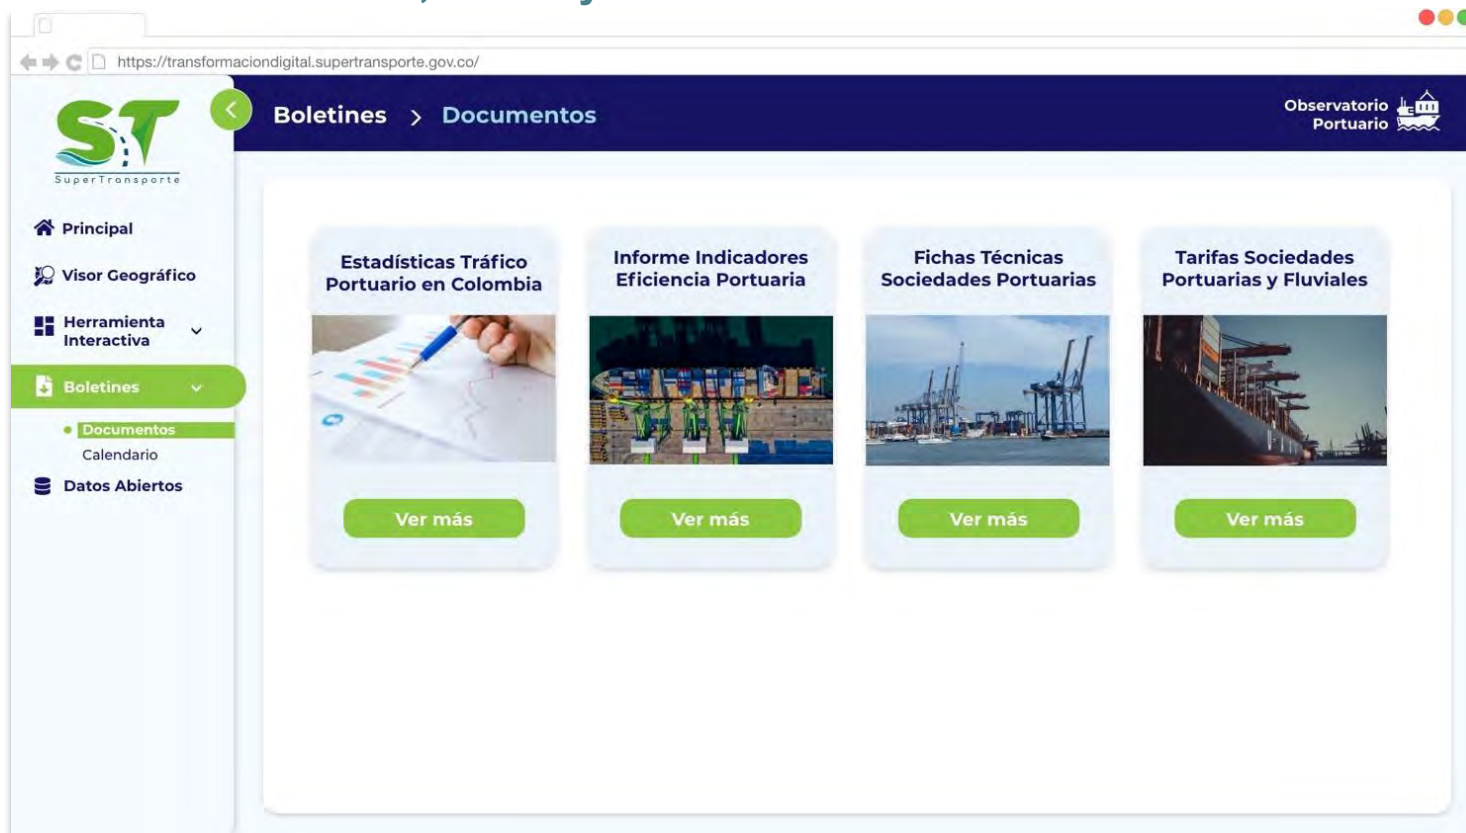 https://transformaciondigital.supertransporte.gov.co/
ST
SuperTransporte
Boletines > Documentos
Observatorio
Portuario
Principal
Visor Geográfico
Herramienta
Interactiva
Boletines
Documentos
Calendario
Datos Abiertos
Estadísticas Tráfico
Portuario en Colombia
Ver más
Informe Indicadores
Eficiencia Portuaria
Ver más
Fichas Técnicas
Sociedades Portuarias
Ver más
Tarifas Sociedades
Portuarias y Fluviales
Ver más